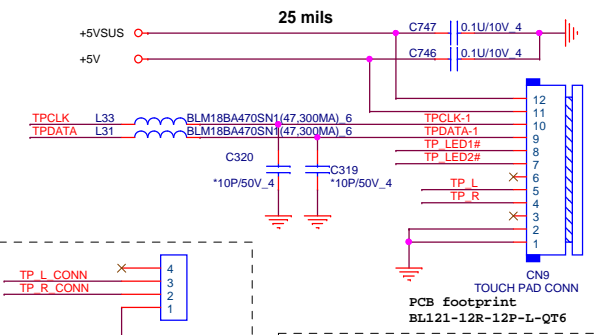 25 mils
+5VSUS
C747
0.1U/10V_4
+5V
C746
0.1U/10V_4
TPCLK
L33
BLM18BA470SN1(47,300MA)_6
TPCLK-1
TPDATA
L31
BLM18BA470SN1(47,300MA)_6
TPDATA-1
TP_LED1#
TP_LED2#
C320
*10P/50V_4
C319
*10P/50V_4
TP_L
TP_R
12
11
10
9
8
7
6
5
4
3
2
1
CN9
TOUCH PAD CONN
PCB footprint
BL121-12R-12P-L-QT6
TP_L_CONN
TP_R_CONN
4
3
2
1